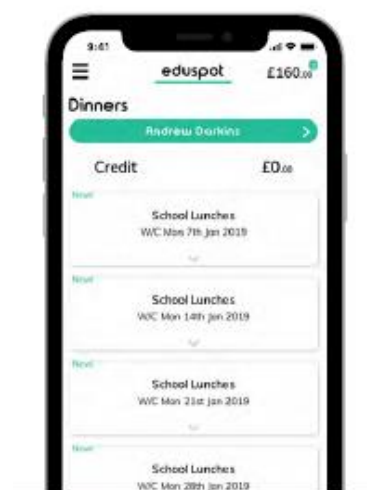 9:41
eduspot £160.00
Dinners
Andrew Dorkins
Credit £0.00
New!
School Lunches
W/C Mon 7th Jan 2019
New!
School Lunches
W/C Mon 14th Jan 2019
New!
School Lunches
W/C Mon 21st Jan 2019
New!
School Lunches
W/C Mon 28th Jan 2019